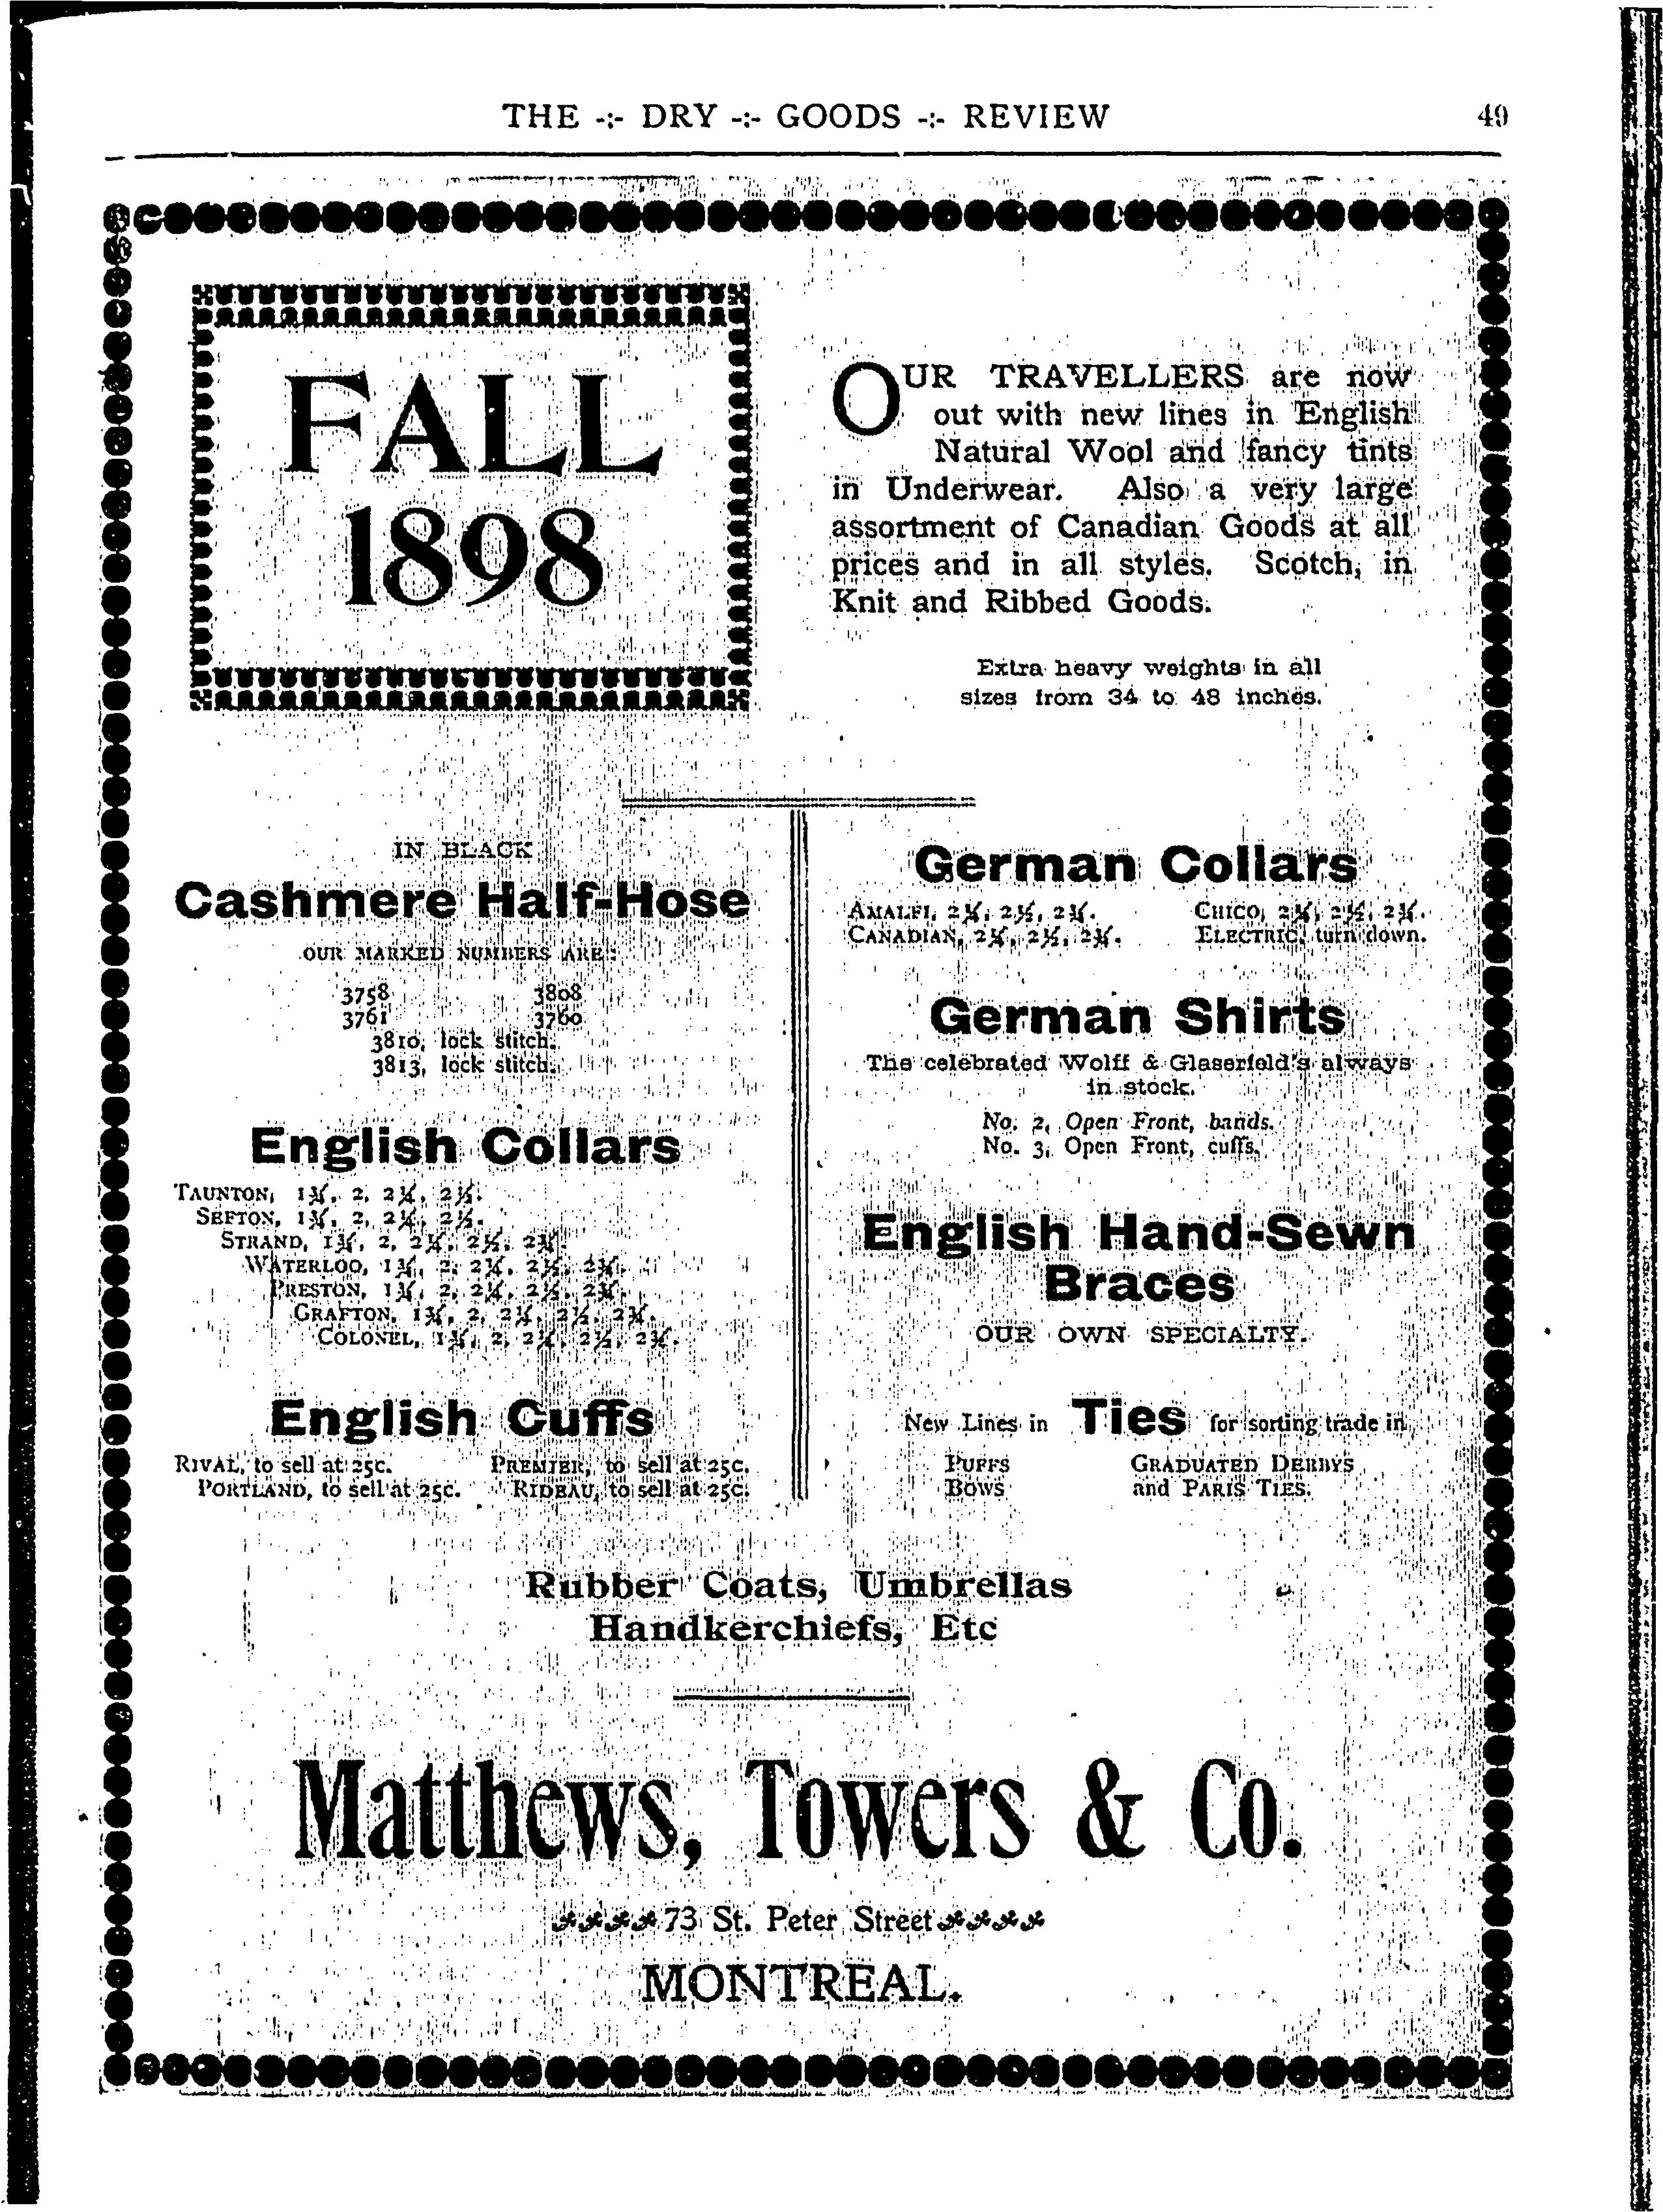 THE -:- DRY -:- GOODS -:- REVIEW 49
FALL
1898
OUR TRAVELLERS are now
out with new lines in English
Natural Wool and fancy tints
in Underwear. Also a very large
assortment of Canadian Goods at all
prices and in all styles. Scotch, in
Knit and Ribbed Goods.
Extra heavy weights in all
sizes from 34 to 48 inches.
IN BLACK
Cashmere Half-Hose
OUR MARKED NUMBERS ARE:
3758 3808
3761 3760
3810, lock stitch.
3813, lock stitch.
English Collars
TAUNTON, 1¾, 2, 2¼, 2½.
SEFTON, 1¾, 2, 2¼, 2½.
STRAND, 1¾, 2, 2¼, 2½, 2¾.
WATERLOO, 1¾, 2, 2¼, 2½, 2¾.
PRESTON, 1¾, 2, 2¼, 2½, 2¾.
GRAFTON, 1¾, 2, 2¼, 2½, 2¾.
COLONEL, 1¾, 2, 2¼, 2½, 2¾.
English Cuffs
RIVAL, to sell at 25c. PREMIER, to sell at 25c.
PORTLAND, to sell at 25c. RIDEAU, to sell at 25c.
German Collars
AMALFI, 2¼, 2½, 2¾. CHICO, 2¼, 2½, 2¾.
CANADIAN, 2¼, 2½, 2¾. ELECTRIC, turn down.
German Shirts
The celebrated Wolff & Glaserfeld's always
in stock.
No. 2, Open Front, bands.
No. 3, Open Front, cuffs.
English Hand-Sewn
Braces
OUR OWN SPECIALTY.
New Lines in Ties for sorting trade in
PUFFS GRADUATED DERBYS
BOWS and PARIS TIES.
Rubber Coats, Umbrellas
Handkerchiefs, Etc
Matthews, Towers & Co.
73 St. Peter Street
MONTREAL.